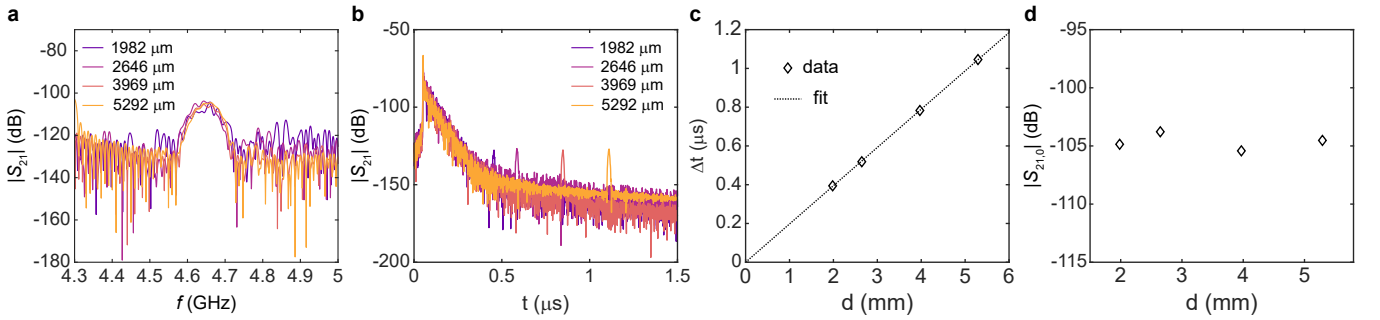 a
-80
-100
-120
-140
-160
-180
|S21| (dB)
4.3 4.4 4.5 4.6 4.7 4.8 4.9 5
f (GHz)
1982 μm
2646 μm
3969 μm
5292 μm
b
-50
-100
-150
-200
|S21| (dB)
0 0.5 1 1.5
t (μs)
1982 μm
2646 μm
3969 μm
5292 μm
c
1.2
1
0.8
0.6
0.4
0.2
0
Δt (μs)
0 1 2 3 4 5 6
d (mm)
data
fit
d
-95
-100
-105
-110
-115
|S21,0| (dB)
2 3 4 5
d (mm)